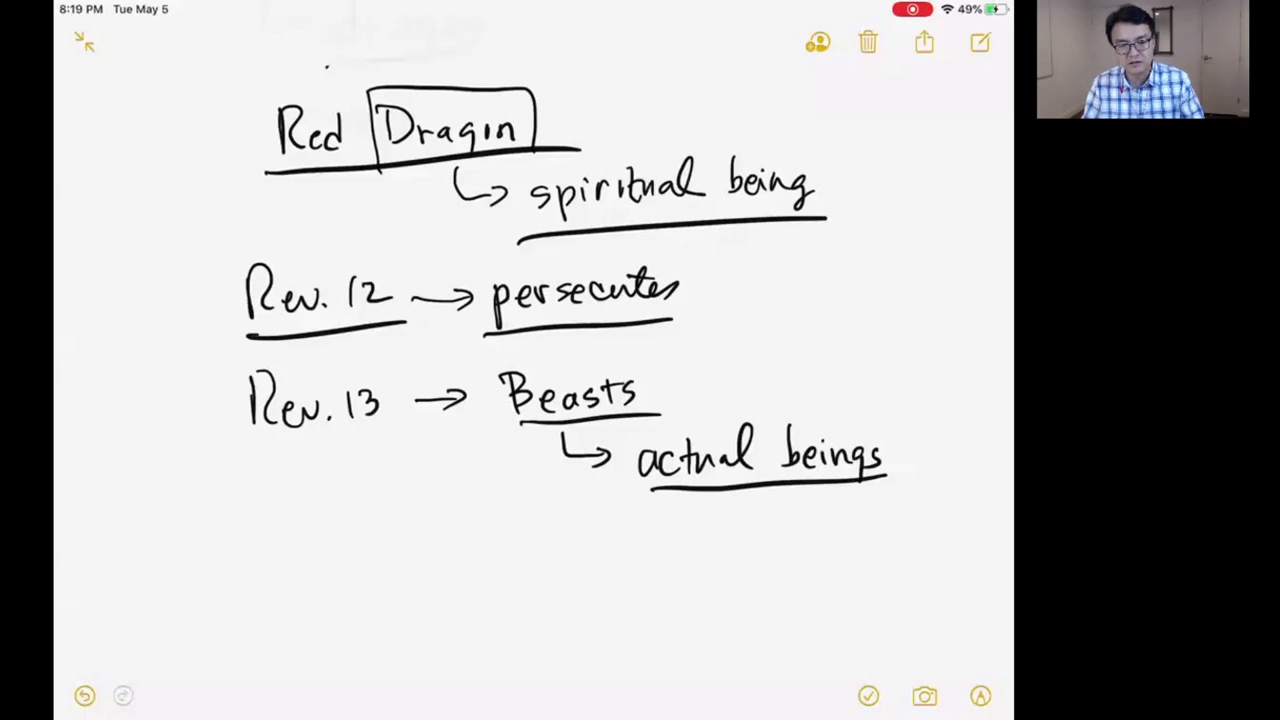 8:19 PM Tue May 5
49%
Red Dragon
↳ spiritual being
Rev. 12 → persecutes
Rev. 13 → Beasts
↳ actual beings